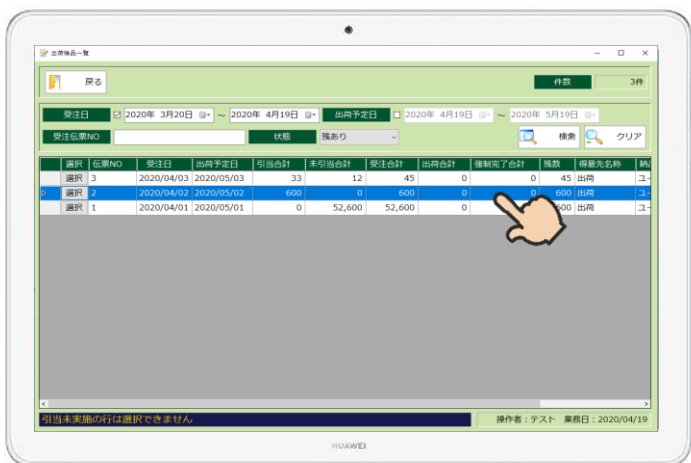 出荷検品一覧
戻る
件数 3件
受注日 2020年 3月20日 ～ 2020年 4月19日 出荷予定日 2020年 4月19日 ～ 2020年 5月19日
受注伝票NO 状態 残あり 検索 クリア
選択 伝票NO 受注日 出荷予定日 引当合計 未引当合計 受注合計 出荷合計 強制完了合計 残数 得意先名称
選択 3 2020/04/03 2020/05/03 33 12 45 0 0 45 出荷 ユー
選択 2 2020/04/02 2020/05/02 600 0 600 0 0 600 出荷 ユー
選択 1 2020/04/01 2020/05/01 0 52,600 52,600 0 600 出荷 ユー
引当未実施の行は選択できません 操作者：テスト 業務日：2020/04/19
HUAWEI